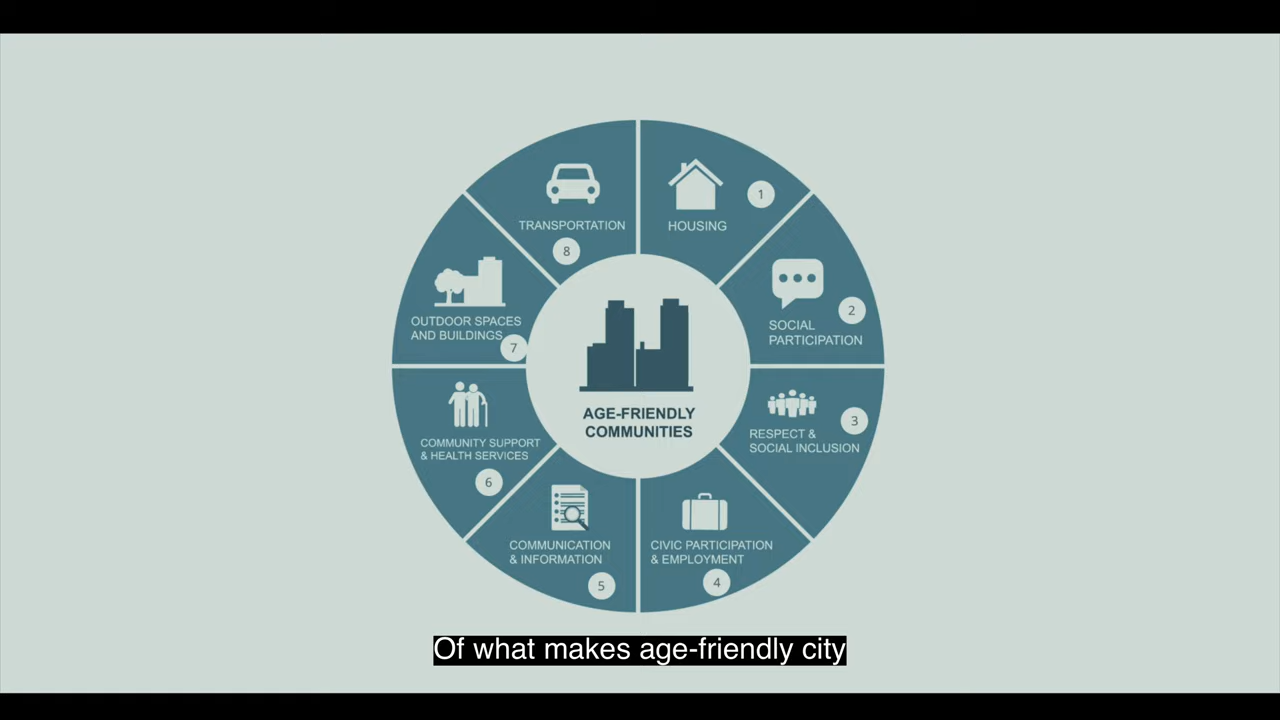 TRANSPORTATION
8
HOUSING
1
OUTDOOR SPACES
AND BUILDINGS
7
SOCIAL
PARTICIPATION
2
AGE-FRIENDLY
COMMUNITIES
COMMUNITY SUPPORT
& HEALTH SERVICES
6
RESPECT &
SOCIAL INCLUSION
3
COMMUNICATION
& INFORMATION
5
CIVIC PARTICIPATION
& EMPLOYMENT
4
Of what makes age-friendly city